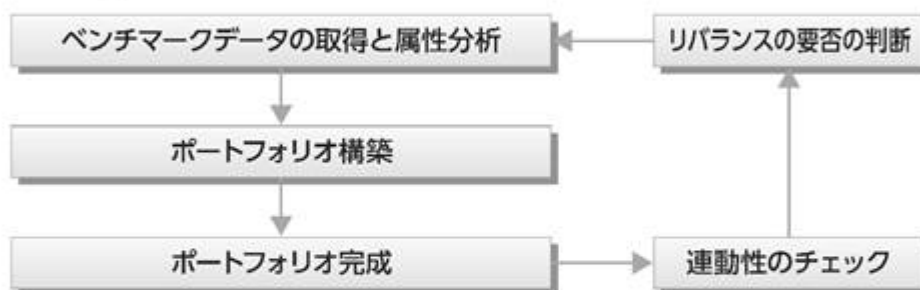 ベンチマークデータの取得と属性分析
リバランスの要否の判断
ポートフォリオ構築
ポートフォリオ完成
連動性のチェック